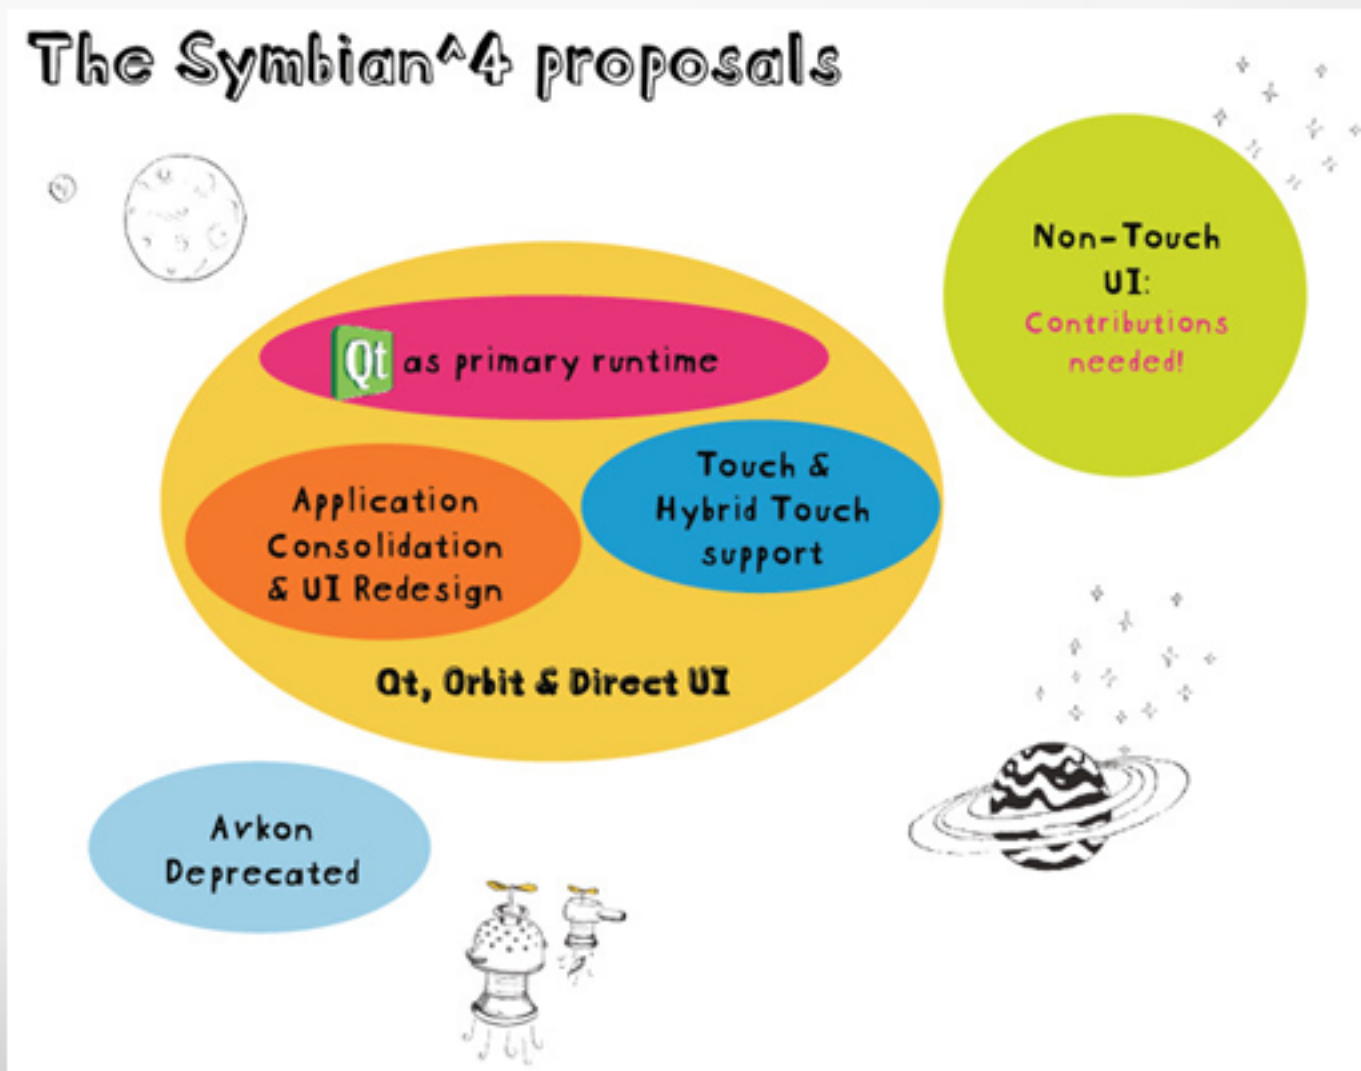 The Symbian^4 proposals
Non-Touch
UI:
Contributions
needed!
Qt as primary runtime
Touch &
Hybrid Touch
support
Application
Consolidation
& UI Redesign
Qt, Orbit & Direct UI
Avkon
Deprecated